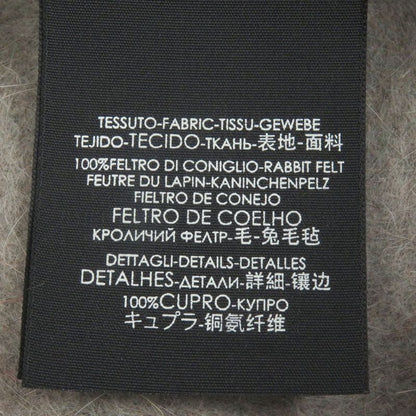 TESSUTO-FABRIC-TISSU-GEWEBE
TEJIDO-TECIDO-ТКАНЬ-表地-面料
100%FELTRO DI CONIGLIO-RABBIT FELT
FEUTRE DU LAPIN-KANINCHENPELZ
FIELTRO DE CONEJO
FELTRO DE COELHO
КРОЛИЧИЙ ФЕЛТР-毛-兔毛毡
DETTAGLI-DETAILS-DETALLES
DETALHES-ДЕТАЛИ-詳細-镶边
100%CUPRO-КУПРО
キュプラ-铜氨纤维